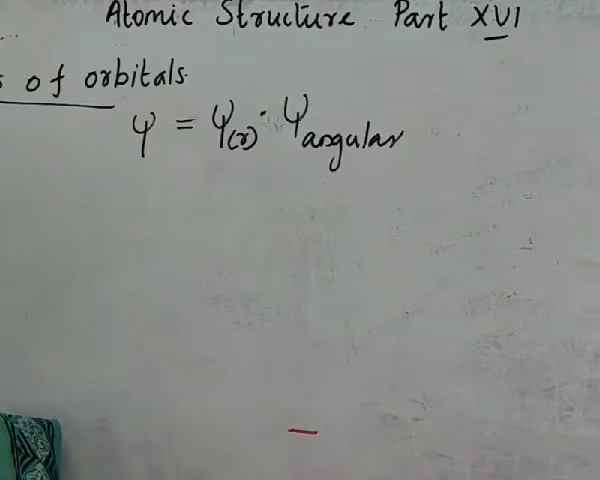 Atomic Structure Part XVI
of orbitals.
ψ = ψ(r) · ψangular